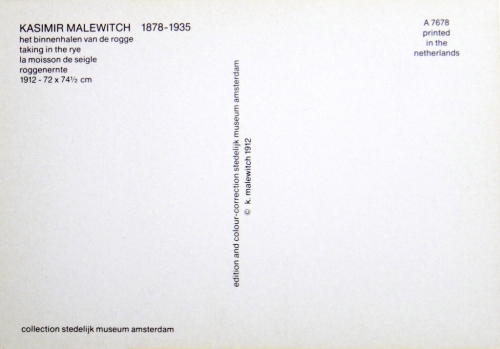 KASIMIR MALEWITCH 1878-1935
het binnenhalen van de rogge
taking in the rye
la moisson de seigle
roggenernte
1912 - 72 x 74½ cm
A 7678
printed
in the
netherlands
edition and colour-correction stedelijk museum amsterdam
© k. malewitch 1912
collection stedelijk museum amsterdam